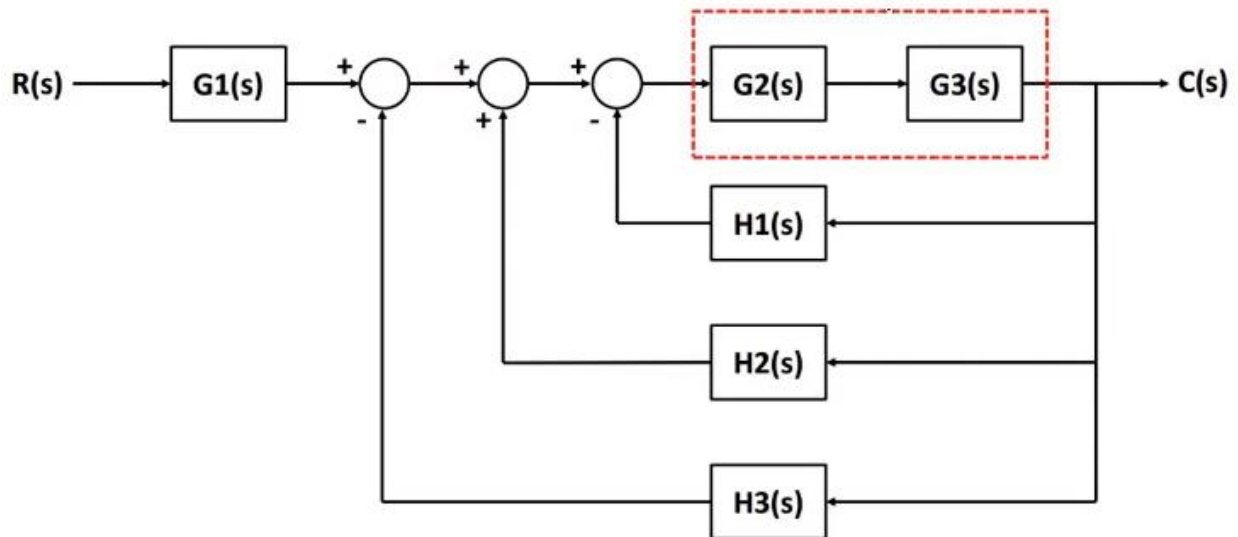 R(s)
G1(s)
+
-
+
+
+
-
G2(s)
G3(s)
C(s)
H1(s)
H2(s)
H3(s)